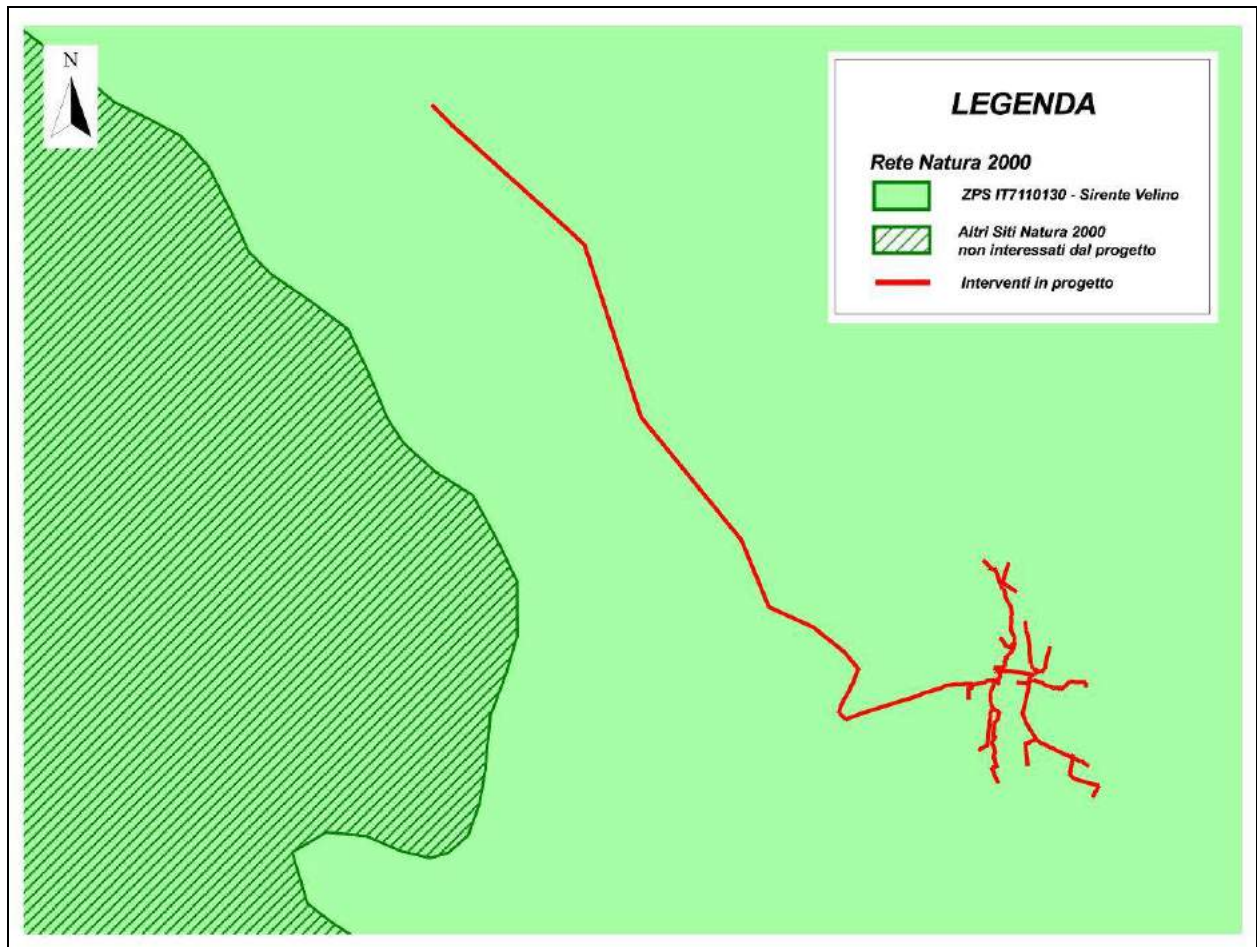 N
LEGENDA
Rete Natura 2000
ZPS IT7110130 - Sirente Velino
Altri Siti Natura 2000
non interessati dal progetto
Interventi in progetto